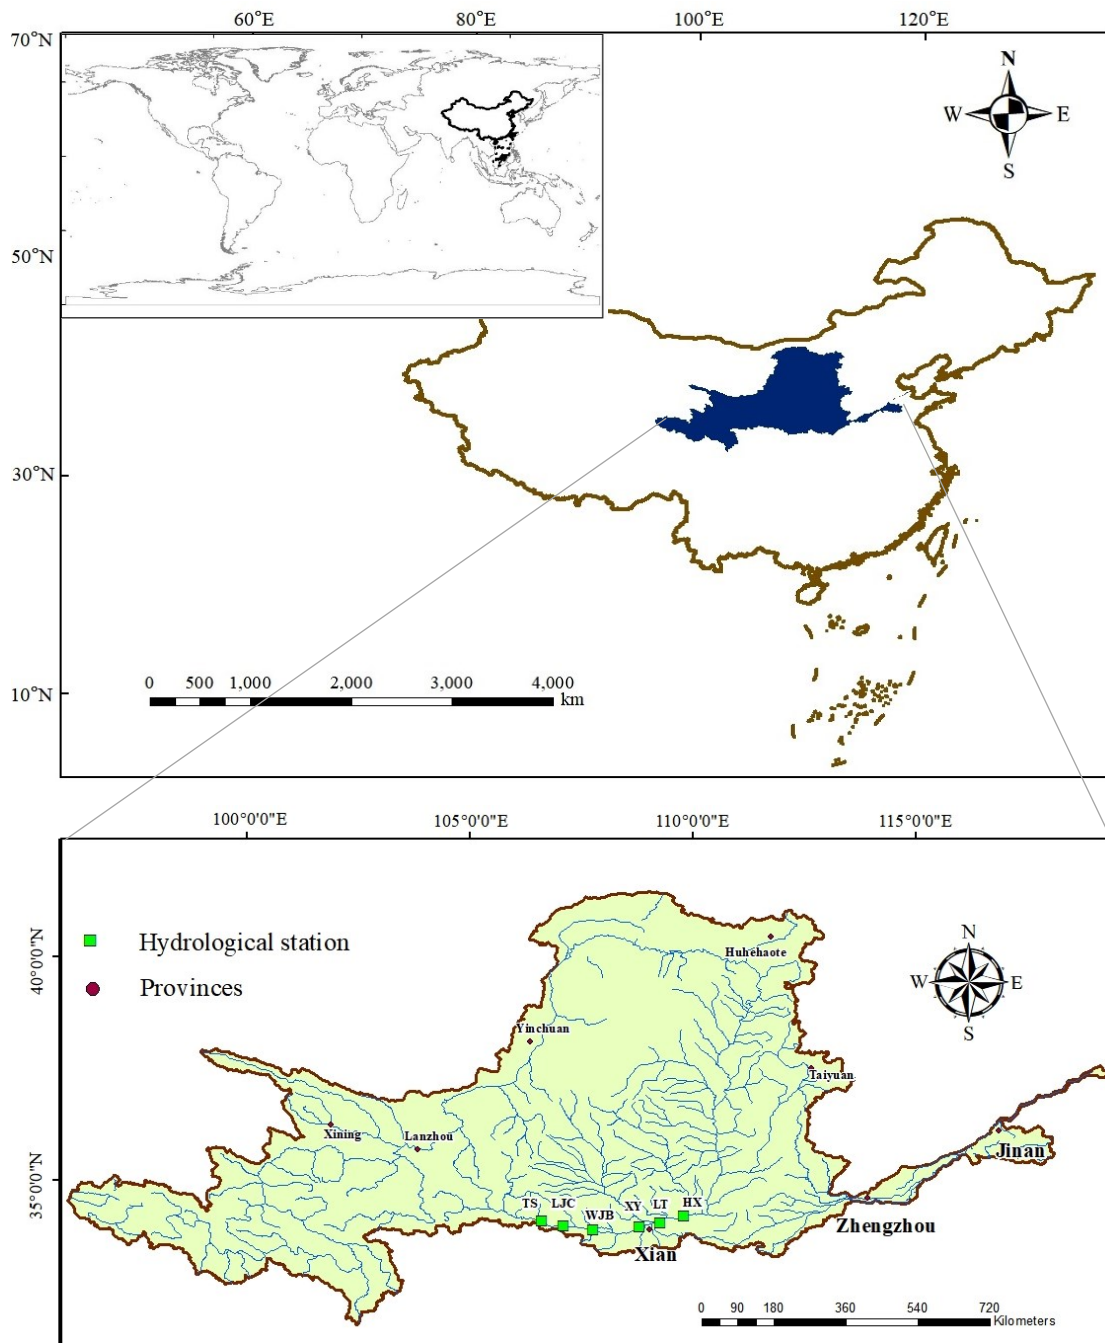 60°E 80°E 100°E 120°E
70°N
N
W E
S
50°N
30°N
0 500 1,000 2,000 3,000 4,000
km
10°N
100°0'0"E 105°0'0"E 110°0'0"E 115°0'0"E
Hydrological station
Provinces
40°0'0"N
35°0'0"N
N
W E
S
Huhehaote
Yinchuan
Taiyuan
Xining
Lanzhou
Jinan
TS LJC WJB XY LT HX
Zhengzhou
Xian
0 90 180 360 540 720
Kilometers